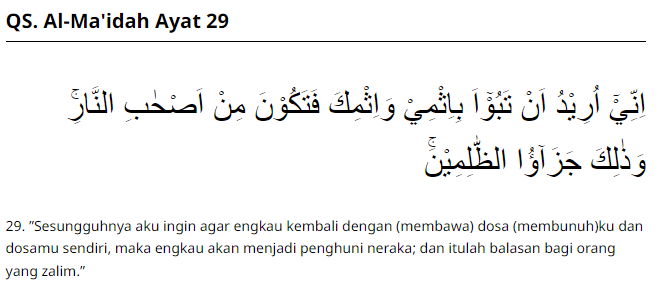 QS. Al-Ma'idah Ayat 29
اِنِّيْٓ اُرِيْدُ اَنْ تَبُوْۤاَ بِاِثْمِيْ وَاِثْمِكَ فَتَكُوْنَ مِنْ اَصْحٰبِ النَّارِۚ
وَذٰلِكَ جَزَاۤؤُا الظّٰلِمِيْنَۚ
29. ”Sesungguhnya aku ingin agar engkau kembali dengan (membawa) dosa (membunuh)ku dan
dosamu sendiri, maka engkau akan menjadi penghuni neraka; dan itulah balasan bagi orang
yang zalim.”